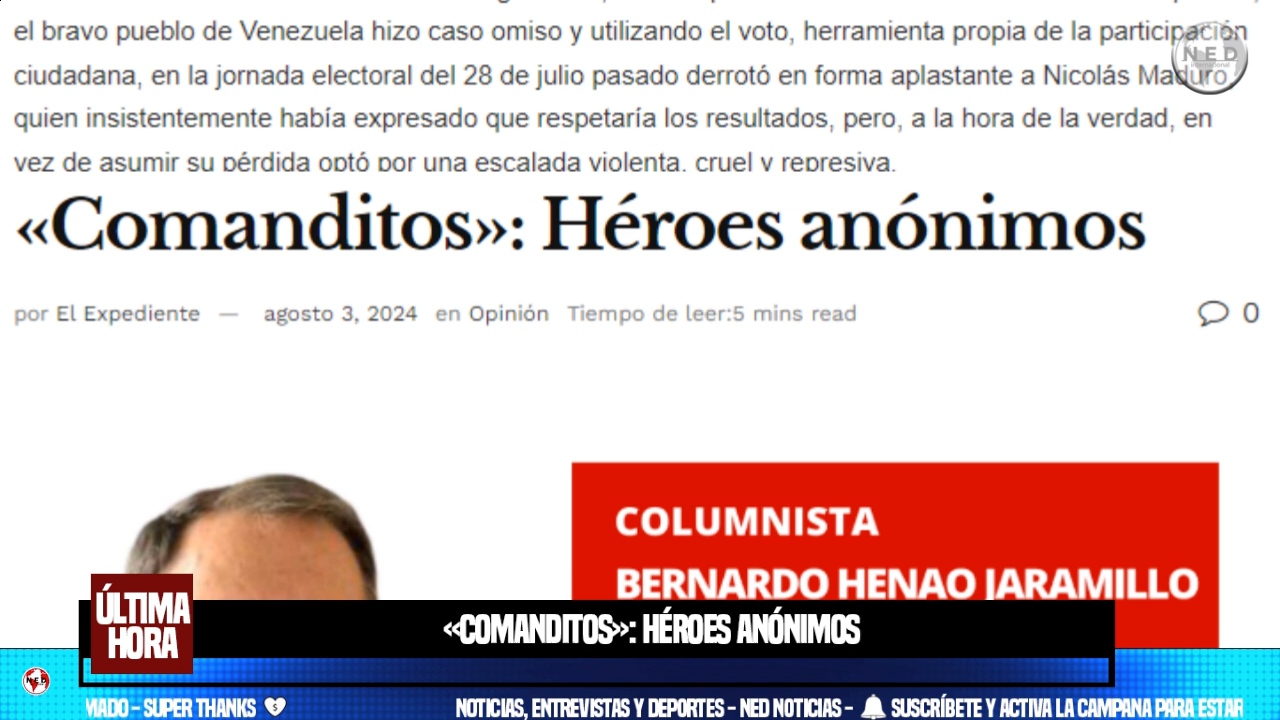 el bravo pueblo de Venezuela hizo caso omiso y utilizando el voto, herramienta propia de la participación
ciudadana, en la jornada electoral del 28 de julio pasado derrotó en forma aplastante a Nicolás Maduro
quien insistentemente había expresado que respetaría los resultados, pero, a la hora de la verdad, en
vez de asumir su pérdida optó por una escalada violenta, cruel y represiva.
N.E.D
International
«Comanditos»: Héroes anónimos
por El Expediente — agosto 3, 2024 en Opinión Tiempo de leer:5 mins read
0
COLUMNISTA
BERNARDO HENAO JARAMILLO
ÚLTIMA
HORA
«COMANDITOS»: HÉROES ANÓNIMOS
N.E.D
MADO - SUPER THANKS
NOTICIAS, ENTREVISTAS Y DEPORTES - NED NOTICIAS -
SUSCRÍBETE Y ACTIVA LA CAMPANA PARA ESTAR